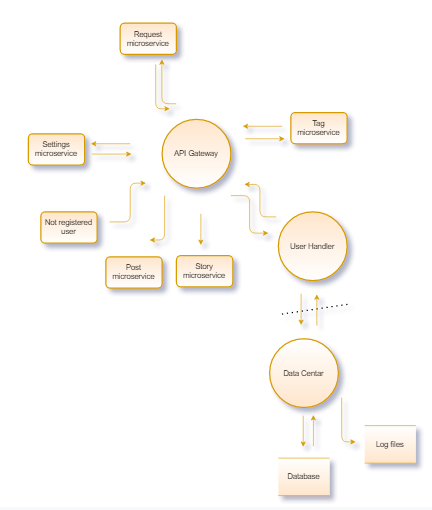 Request
microservice
Tag
microservice
API Gateway
Settings
microservice
Not registered
user
User Handler
Post
microservice
Story
microservice
Data Centar
Log files
Database